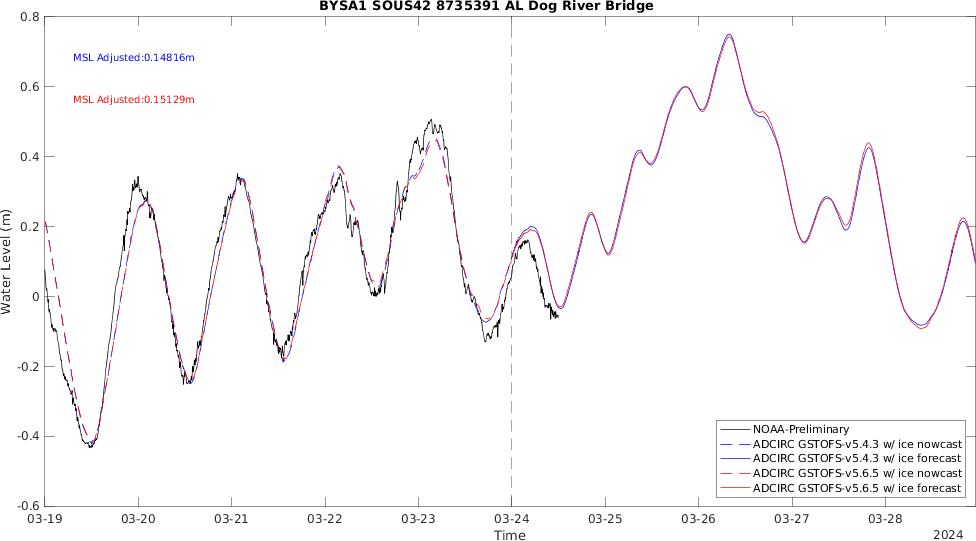 BYSA1 SOUS42 8735391 AL Dog River Bridge
0.8
MSL Adjusted:0.14816m
0.6
MSL Adjusted:0.15129m
0.4
0.2
0
-0.2
-0.4
-0.6
Water Level (m)
NOAA-Preliminary
ADCIRC GSTOFS-v5.4.3 w/ ice nowcast
ADCIRC GSTOFS-v5.4.3 w/ ice forecast
ADCIRC GSTOFS-v5.6.5 w/ ice nowcast
ADCIRC GSTOFS-v5.6.5 w/ ice forecast
03-19 03-20 03-21 03-22 03-23 03-24 03-25 03-26 03-27 03-28
Time
2024